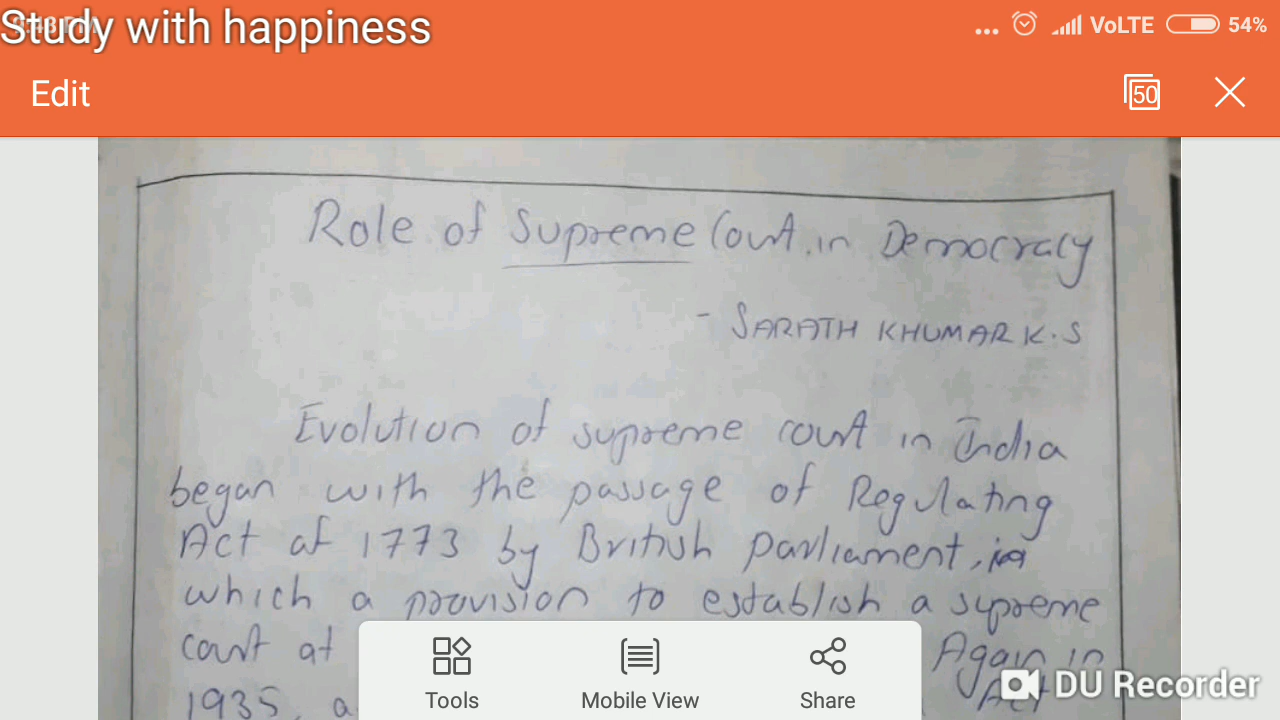 Study with happiness
... VoLTE 54%
Edit 50
Role of Supreme Court in Democracy
- SARATH KHUMAR K.S
Evolution of supreme court in India
began with the passage of Regulating
Act of 1773 by British parliament, in
which a provision to establish a supreme
court at Again in
1935, a Act
Tools Mobile View Share
DU Recorder